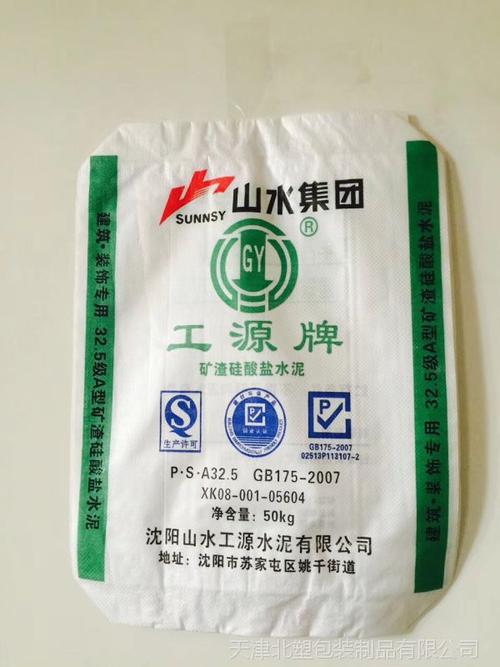 SUNNSY 山水集团
®
GY
工源牌
矿渣硅酸盐水泥
建筑·装饰专用 32.5级A型矿渣硅酸盐水泥
建筑·装饰专用 32.5级A型矿渣硅酸盐水泥
生产许可
P
GB175-2007
02513P113107-2
P·S·A32.5 GB175-2007
XK08-001-05604
净含量: 50kg
沈阳山水工源水泥有限公司
地址: 沈阳市苏家屯区姚千街道
天津北塑包装制品有限公司